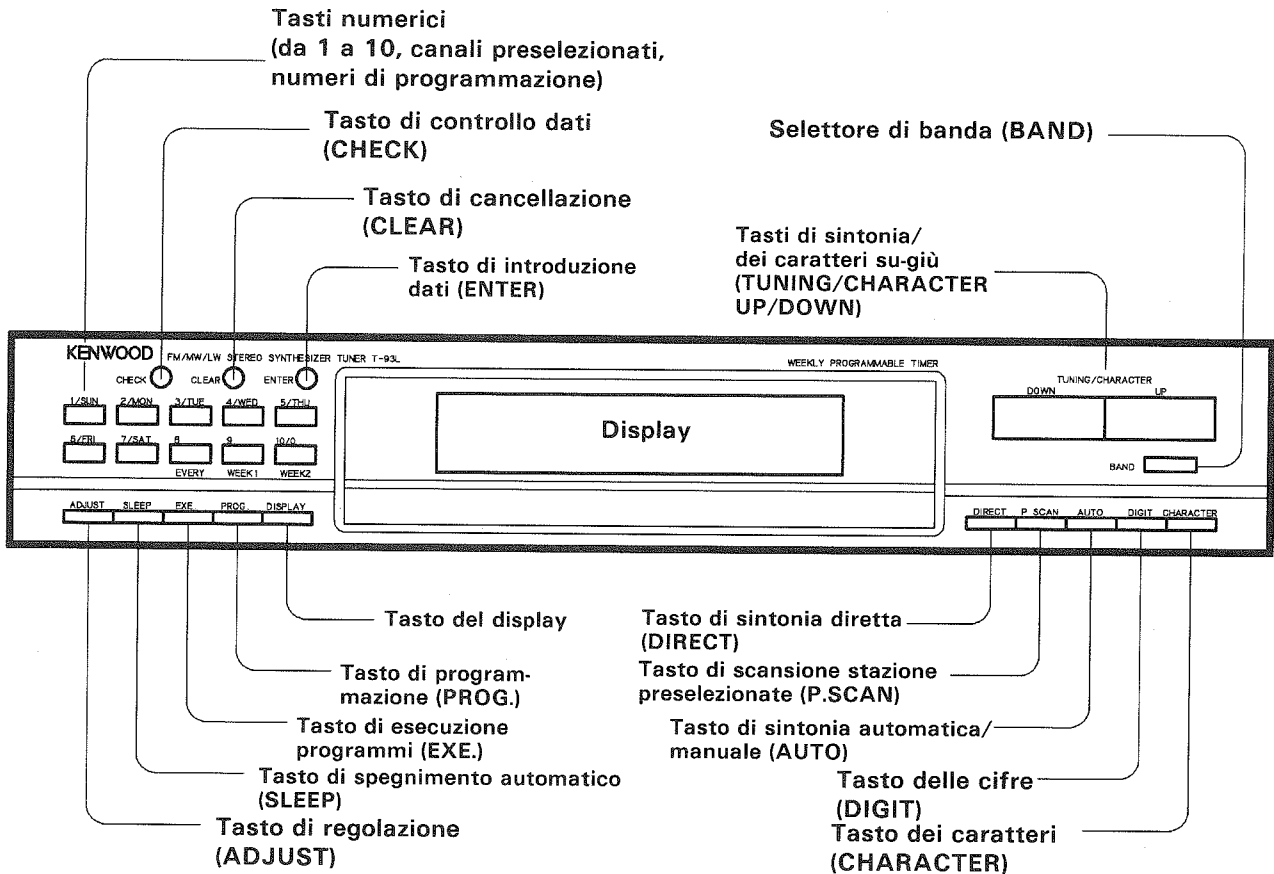 Tasti numerici
(da 1 a 10, canali preselezionati,
numeri di programmazione)
Tasto di controllo dati
(CHECK)
Selettore di banda (BAND)
Tasto di cancellazione
(CLEAR)
Tasti di sintonia/
dei caratteri su-giù
(TUNING/CHARACTER
UP/DOWN)
Tasto di introduzione
dati (ENTER)
KENWOOD FM/MW/LW STEREO SYNTHESIZER TUNER T-93L
WEEKLY PROGRAMMABLE TIMER
CHECK CLEAR ENTER
TUNING/CHARACTER
DOWN UP
1/SUN 2/MON 3/TUE 4/WED 5/THU
Display
6/FRI 7/SAT 8 9 10/0
BAND
EVERY WEEK1 WEEK2
ADJUST SLEEP EXE. PROG. DISPLAY
DIRECT P.SCAN AUTO DIGIT CHARACTER
Tasto del display
Tasto di sintonia diretta
(DIRECT)
Tasto di program-
mazione (PROG.)
Tasto di scansione stazione
preselezionate (P.SCAN)
Tasto di esecuzione
programmi (EXE.)
Tasto di sintonia automatica/
manuale (AUTO)
Tasto di spegnimento automatico
(SLEEP)
Tasto delle cifre
(DIGIT)
Tasto di regolazione
(ADJUST)
Tasto dei caratteri
(CHARACTER)